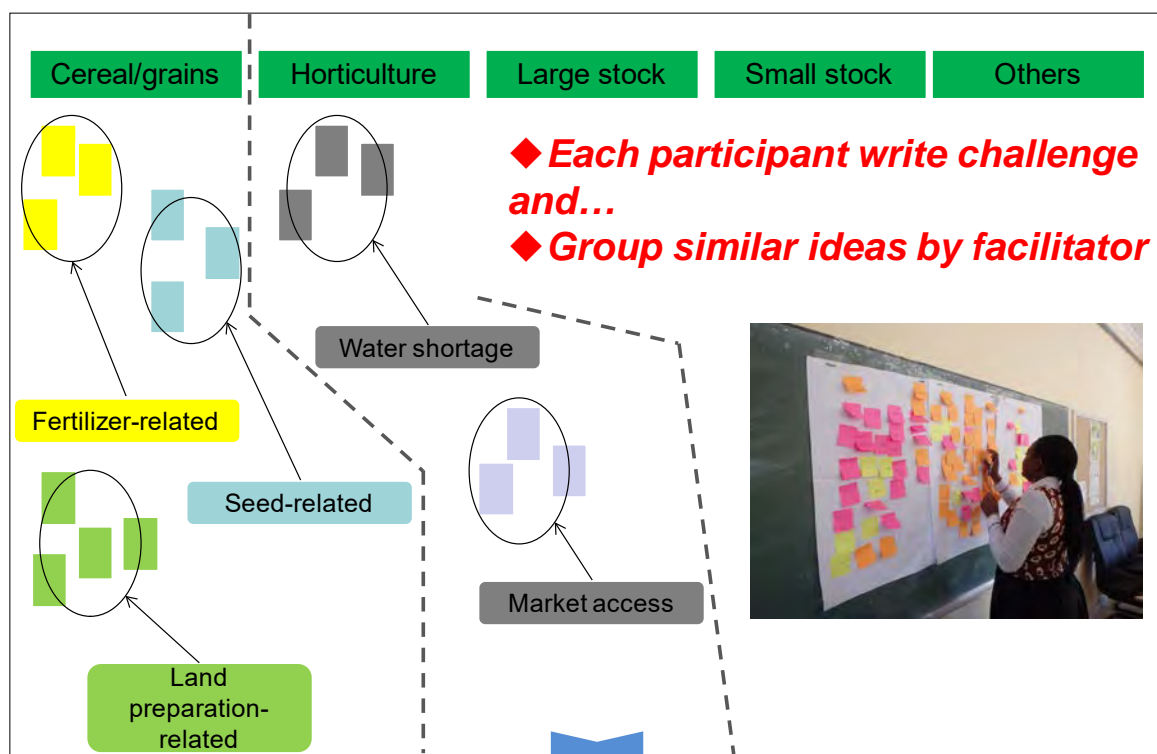 Cereal/grains
Horticulture
Large stock
Small stock
Others
◆Each participant write challenge
and…
◆Group similar ideas by facilitator
Water shortage
Fertilizer-related
Seed-related
Market access
Land
preparation-
related